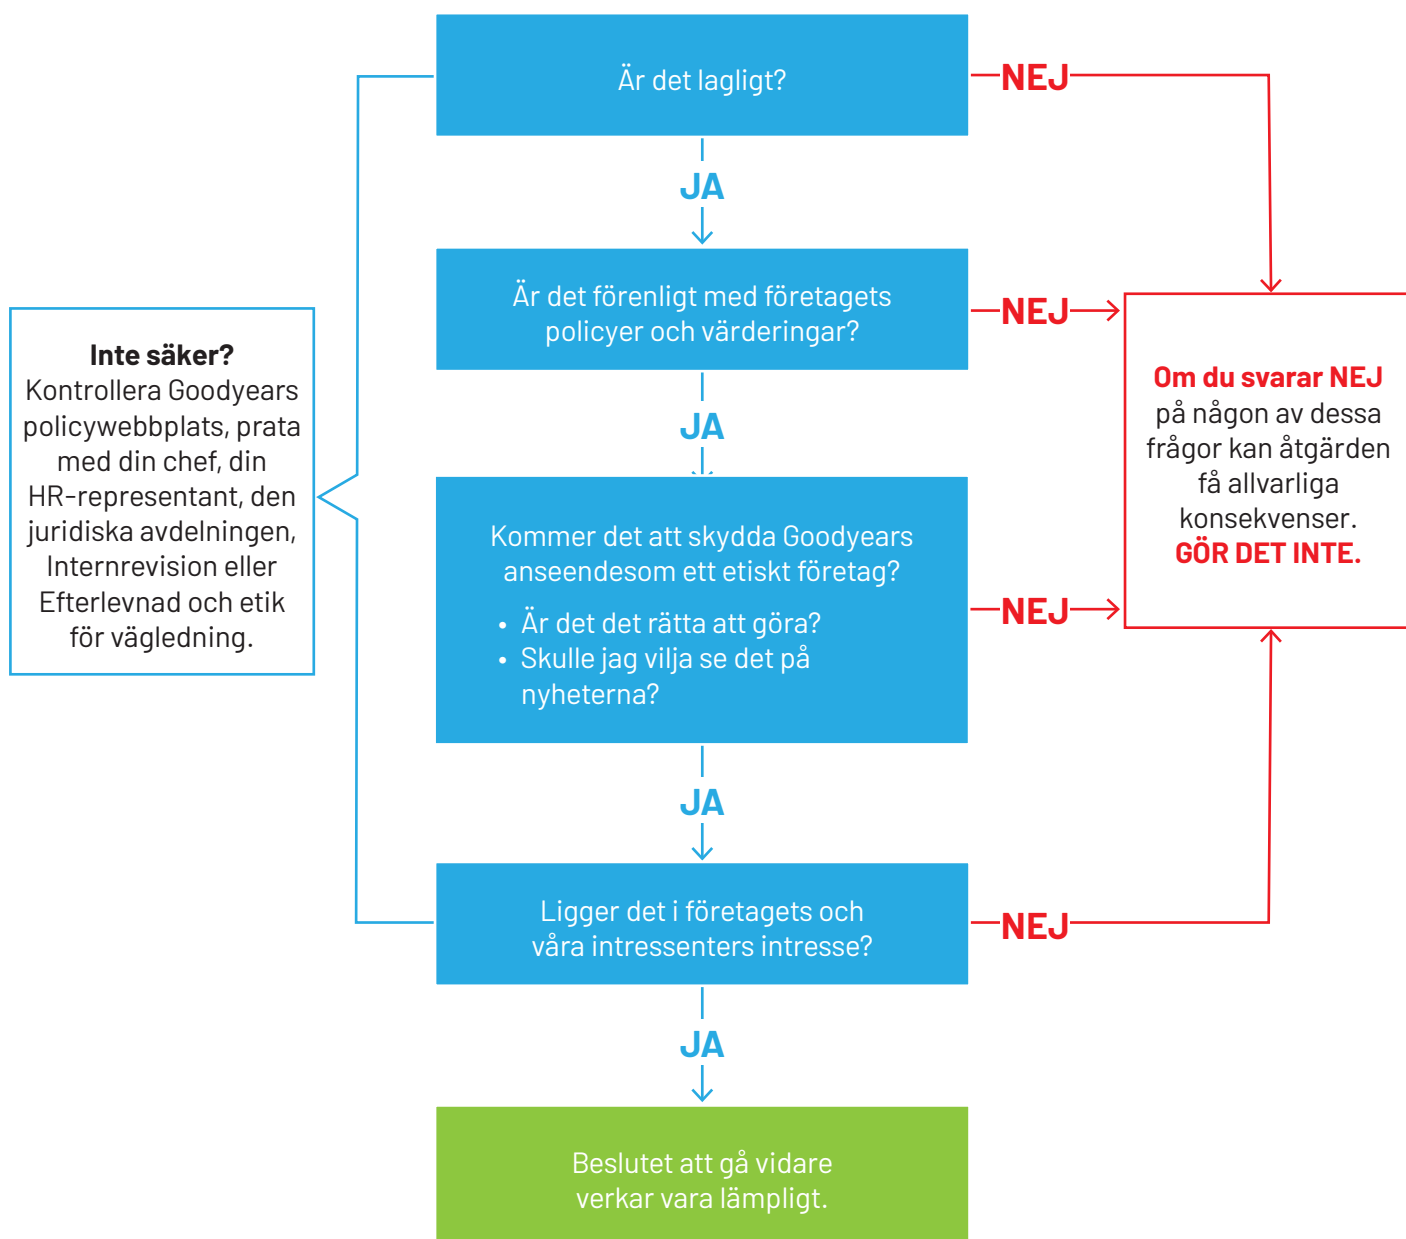 Är det lagligt?
NEJ
JA
Är det förenligt med företagets
policyer och värderingar?
NEJ
JA
Inte säker?
Kontrollera Goodyears
policywebbplats, prata
med din chef, din
HR-representant, den
juridiska avdelningen,
Internrevision eller
Efterlevnad och etik
för vägledning.
Kommer det att skydda Goodyears
anseendesom ett etiskt företag?
• Är det det rätta att göra?
• Skulle jag vilja se det på
nyheterna?
NEJ
Om du svarar NEJ
på någon av dessa
frågor kan åtgärden
få allvarliga
konsekvenser.
GÖR DET INTE.
JA
Ligger det i företagets och
våra intressenters intresse?
NEJ
JA
Beslutet att gå vidare
verkar vara lämpligt.